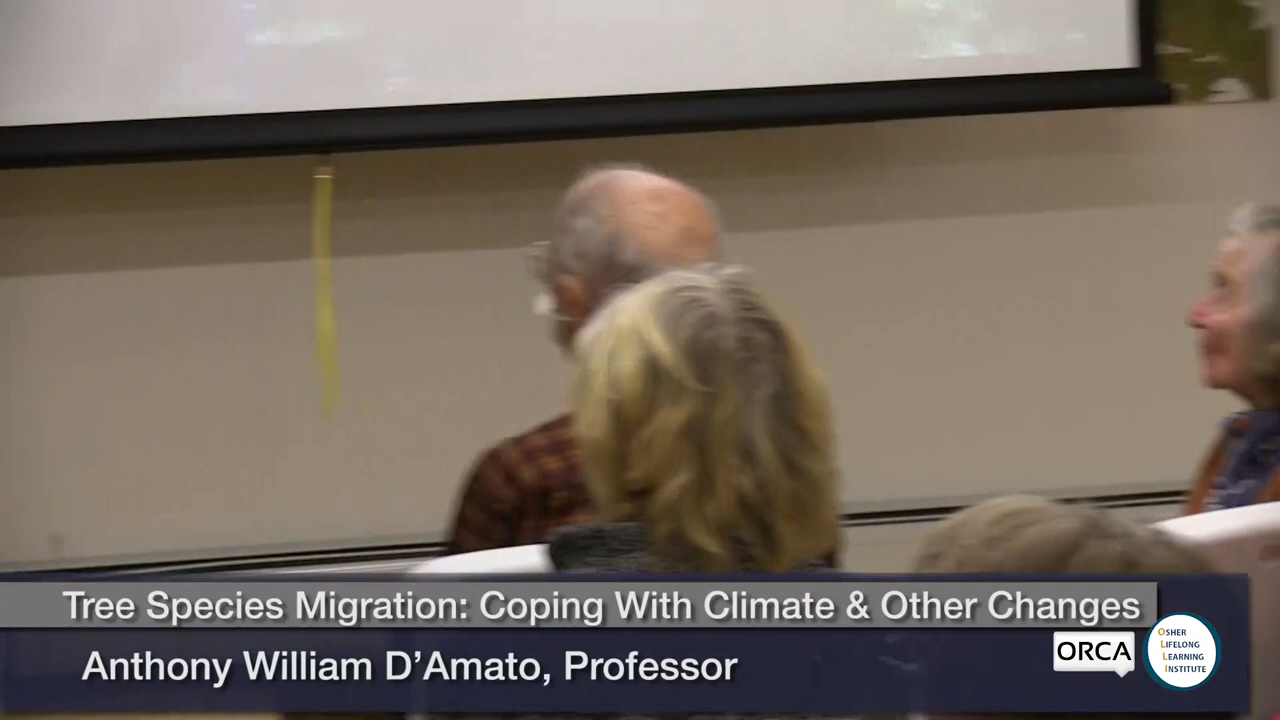 Tree Species Migration: Coping With Climate & Other Changes
Anthony William D'Amato, Professor
ORCA
OSHER
LIFELONG
LEARNING
INSTITUTE